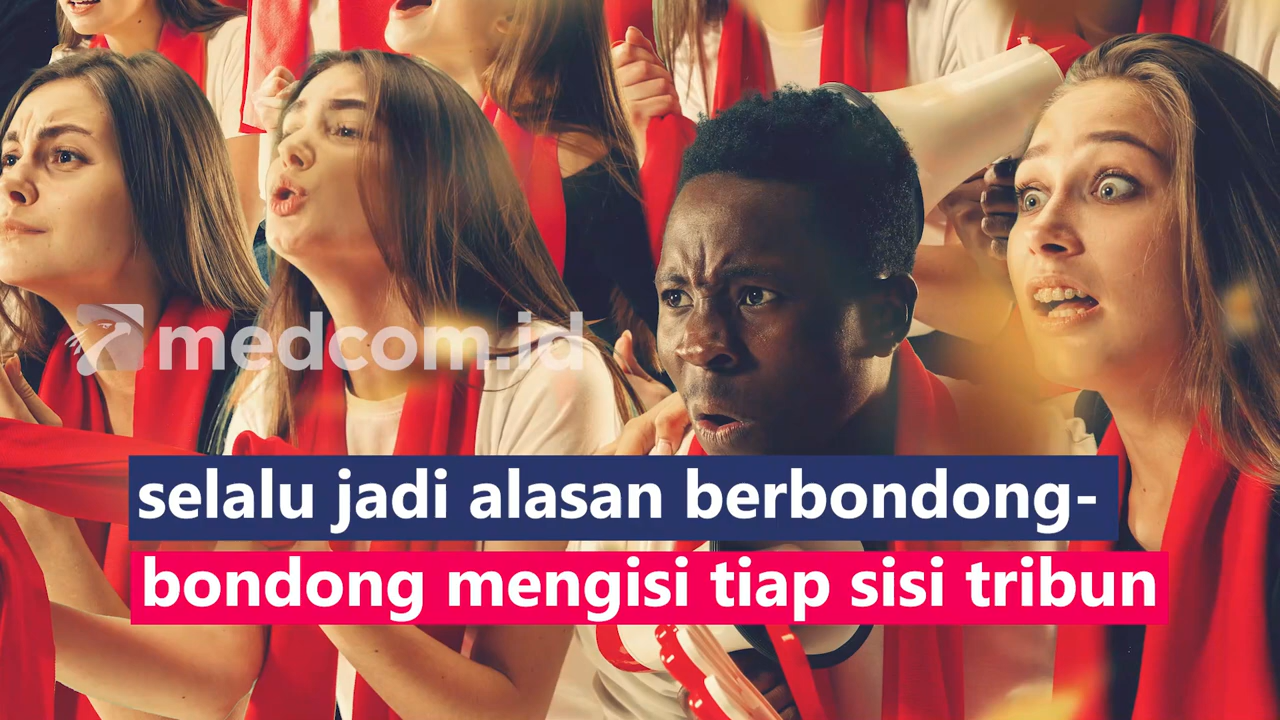 medcom.id
selalu jadi alasan berbondong-
bondong mengisi tiap sisi tribun